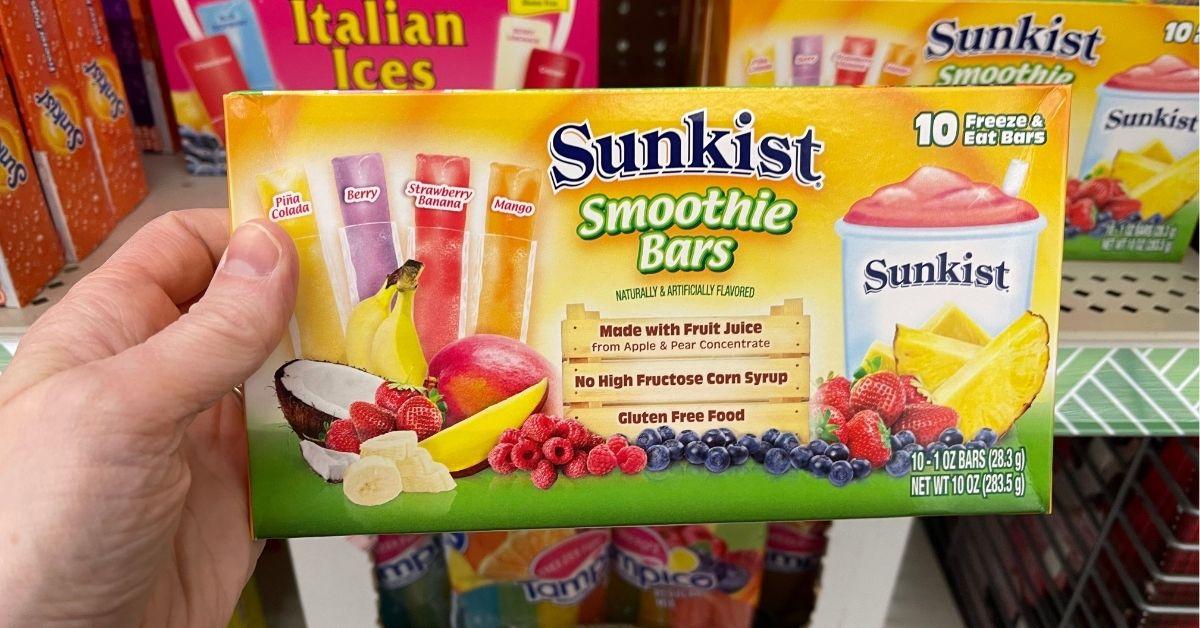 Italian
Ices
Sunkist
Smoothie
10
Sunkist
Sunkist
Sunkist
Sunkist
Sunkist
Smoothie
Bars
10 Freeze &
Eat Bars
Piña
Colada
Berry
Strawberry
Banana
Mango
NATURALLY & ARTIFICIALLY FLAVORED
Made with Fruit Juice
from Apple & Pear Concentrate
No High Fructose Corn Syrup
Gluten Free Food
Sunkist
10 - 1 OZ BARS (28.3 g)
NET WT 10 OZ (283.5 g)
Tampico